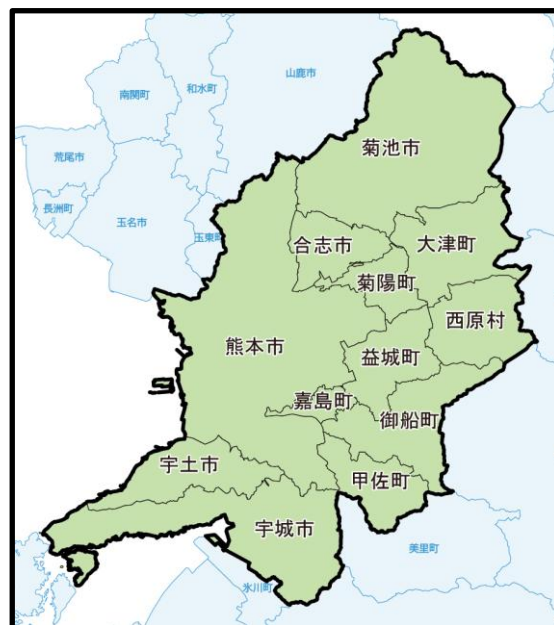 山鹿市
和水町
南関町
菊池市
荒尾市
長洲町
玉名市
玉東町
合志市
大津町
菊陽町
西原村
熊本市
益城町
嘉島町
御船町
宇土市
甲佐町
宇城市
美里町
氷川町